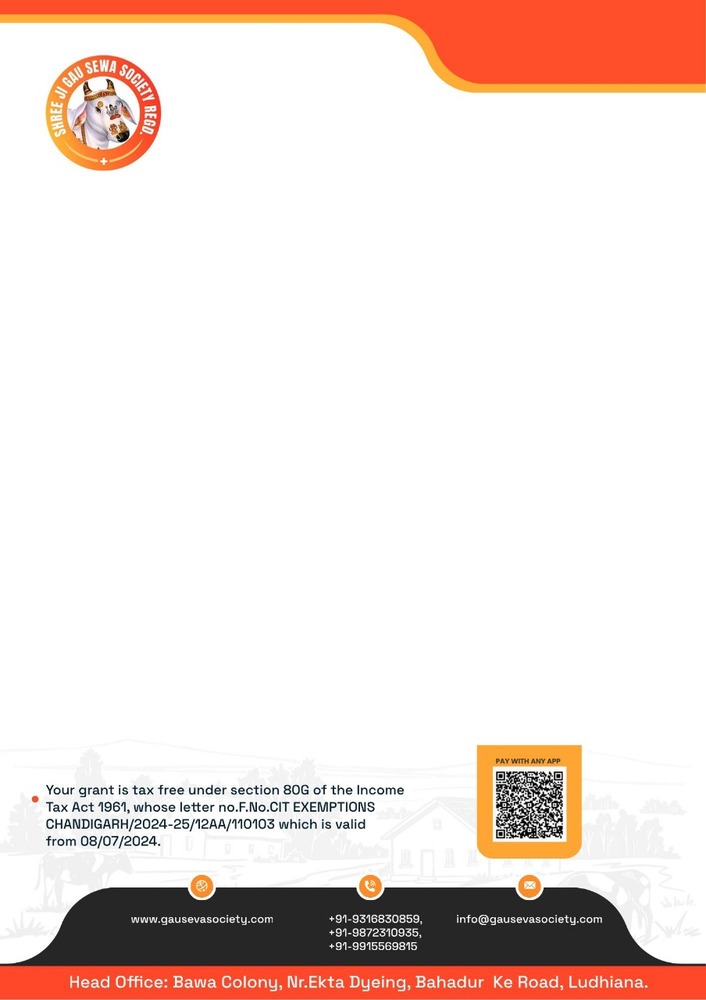 SHREE JI GAU SEWA SOCIETY REGD.
PAY WITH ANY APP
Your grant is tax free under section 80G of the Income
Tax Act 1961, whose letter no.F.No.CIT EXEMPTIONS
CHANDIGARH/2024-25/12AA/110103 which is valid
from 08/07/2024.
www.gausevasociety.com
+91-9316830859,
+91-9872310935,
+91-9915569815
info@gausevasociety.com
Head Office: Bawa Colony, Nr.Ekta Dyeing, Bahadur Ke Road, Ludhiana.